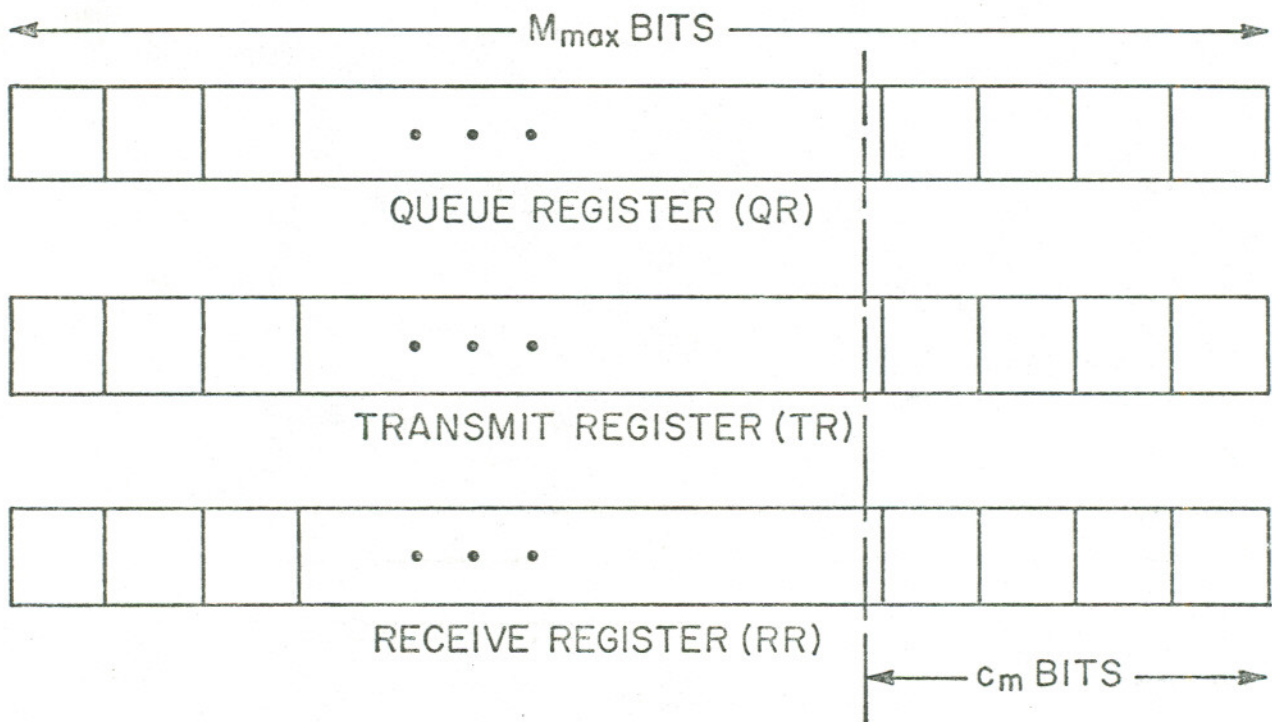 M_max BITS
QUEUE REGISTER (QR)
TRANSMIT REGISTER (TR)
RECEIVE REGISTER (RR)
c_m BITS